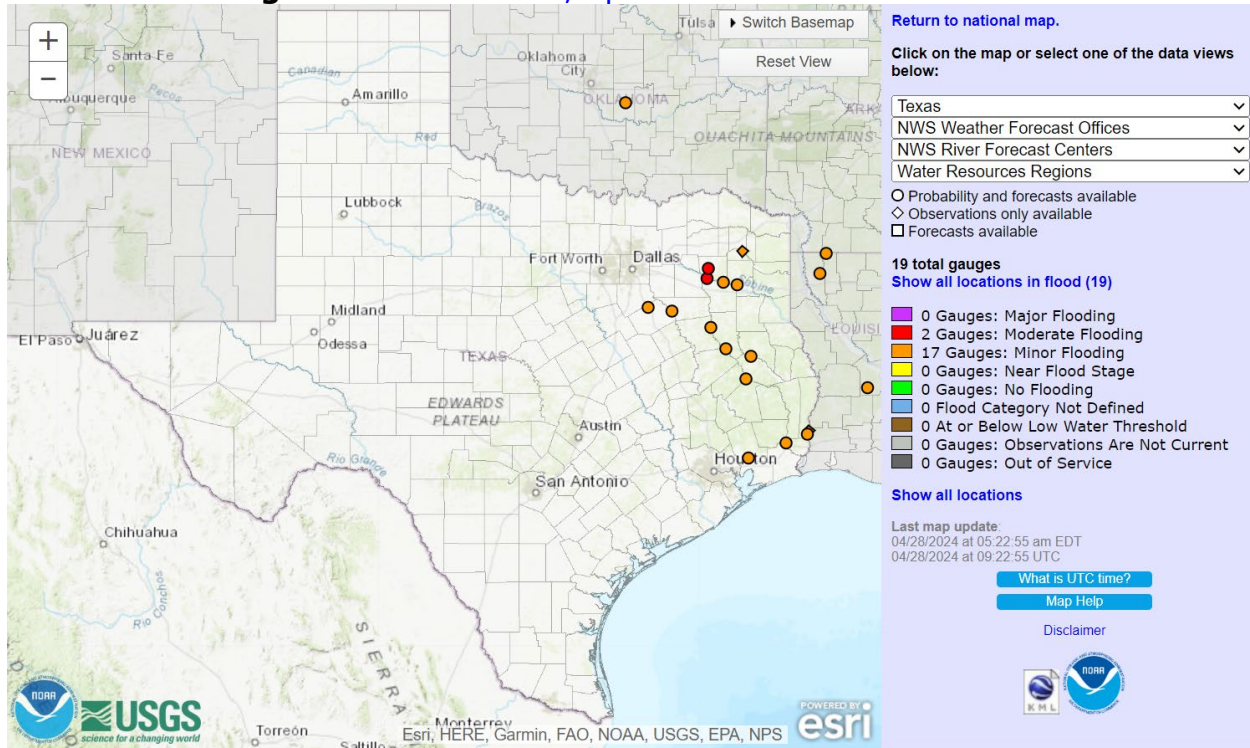 Tulsa
Switch Basemap
Reset View
+
−
Santa Fe
Albuquerque
Pecos
Canadian
Amarillo
Oklahoma
City
OKLAHOMA
ARK
NEW MEXICO
Red
OUACHITA MOUNTAINS
Lubbock
Brazos
Fort Worth
Dallas
Sabine
Midland
Odessa
El Paso
Juárez
TEXAS
LOUISI
EDWARDS
PLATEAU
Austin
Rio Grande
Houston
San Antonio
Chihuahua
Rio Conchos
SIERRA
Torreón
Saltillo
Monterrey
NOAA
USGS
science for a changing world
Esri, HERE, Garmin, FAO, NOAA, USGS, EPA, NPS
POWERED BY
esri
Return to national map.
Click on the map or select one of the data views
below:
Texas
NWS Weather Forecast Offices
NWS River Forecast Centers
Water Resources Regions
Probability and forecasts available
Observations only available
Forecasts available
19 total gauges
Show all locations in flood (19)
0 Gauges: Major Flooding
2 Gauges: Moderate Flooding
17 Gauges: Minor Flooding
0 Gauges: Near Flood Stage
0 Gauges: No Flooding
0 Flood Category Not Defined
0 At or Below Low Water Threshold
0 Gauges: Observations Are Not Current
0 Gauges: Out of Service
Show all locations
Last map update:
04/28/2024 at 05:22:55 am EDT
04/28/2024 at 09:22:55 UTC
What is UTC time?
Map Help
Disclaimer
KML
NOAA